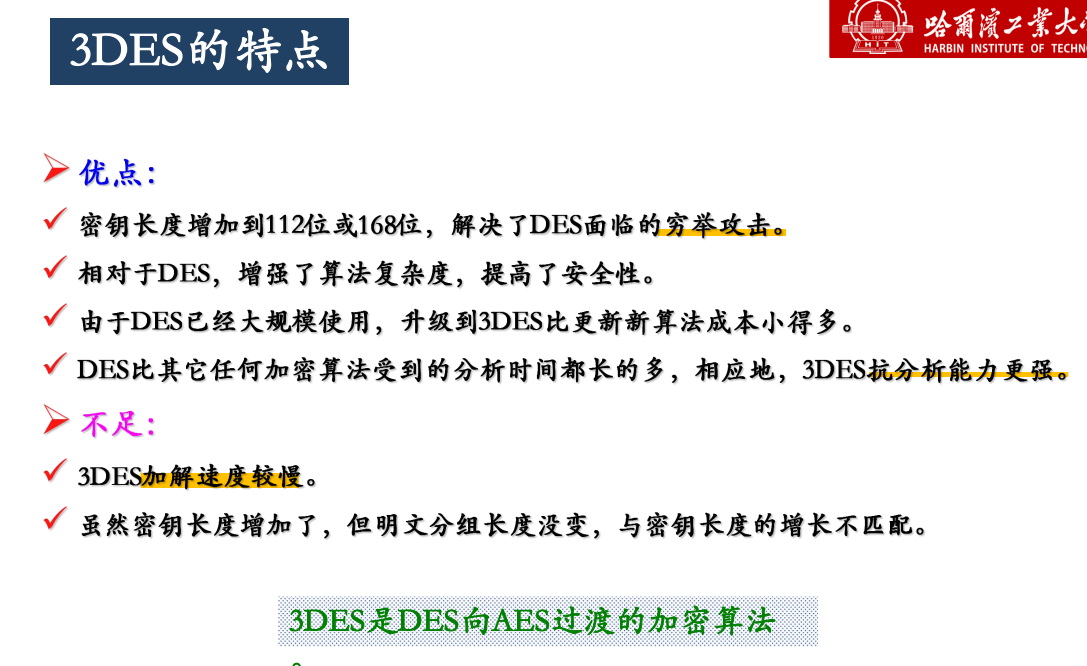 3DES的特点
哈爾濱工業大
HARBIN INSTITUTE OF TECHN
HIT
优点：
密钥长度增加到112位或168位，解决了DES面临的穷举攻击。
相对于DES，增强了算法复杂度，提高了安全性。
由于DES已经大规模使用，升级到3DES比更新新算法成本小得多。
DES比其它任何加密算法受到的分析时间都长的多，相应地，3DES抗分析能力更强。
不足：
3DES加解速度较慢。
虽然密钥长度增加了，但明文分组长度没变，与密钥长度的增长不匹配。
3DES是DES向AES过渡的加密算法
。